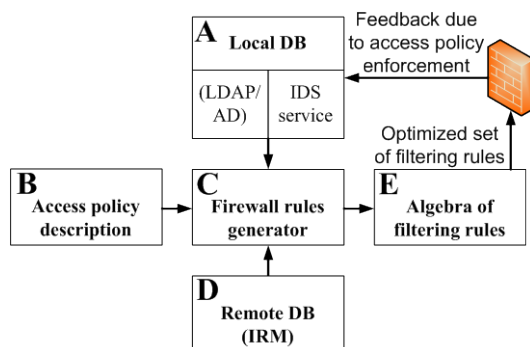 A
Local DB
(LDAP/
AD)
IDS
service
Feedback due
to access policy
enforcement
Optimized set
of filtering rules
B
Access policy
description
C
Firewall rules
generator
E
Algebra of
filtering rules
D
Remote DB
(IRM)